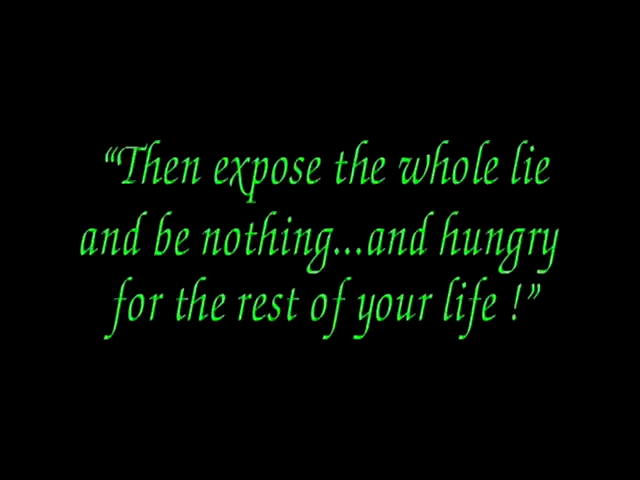 “Then expose the whole lie
and be nothing...and hungry
for the rest of your life !”